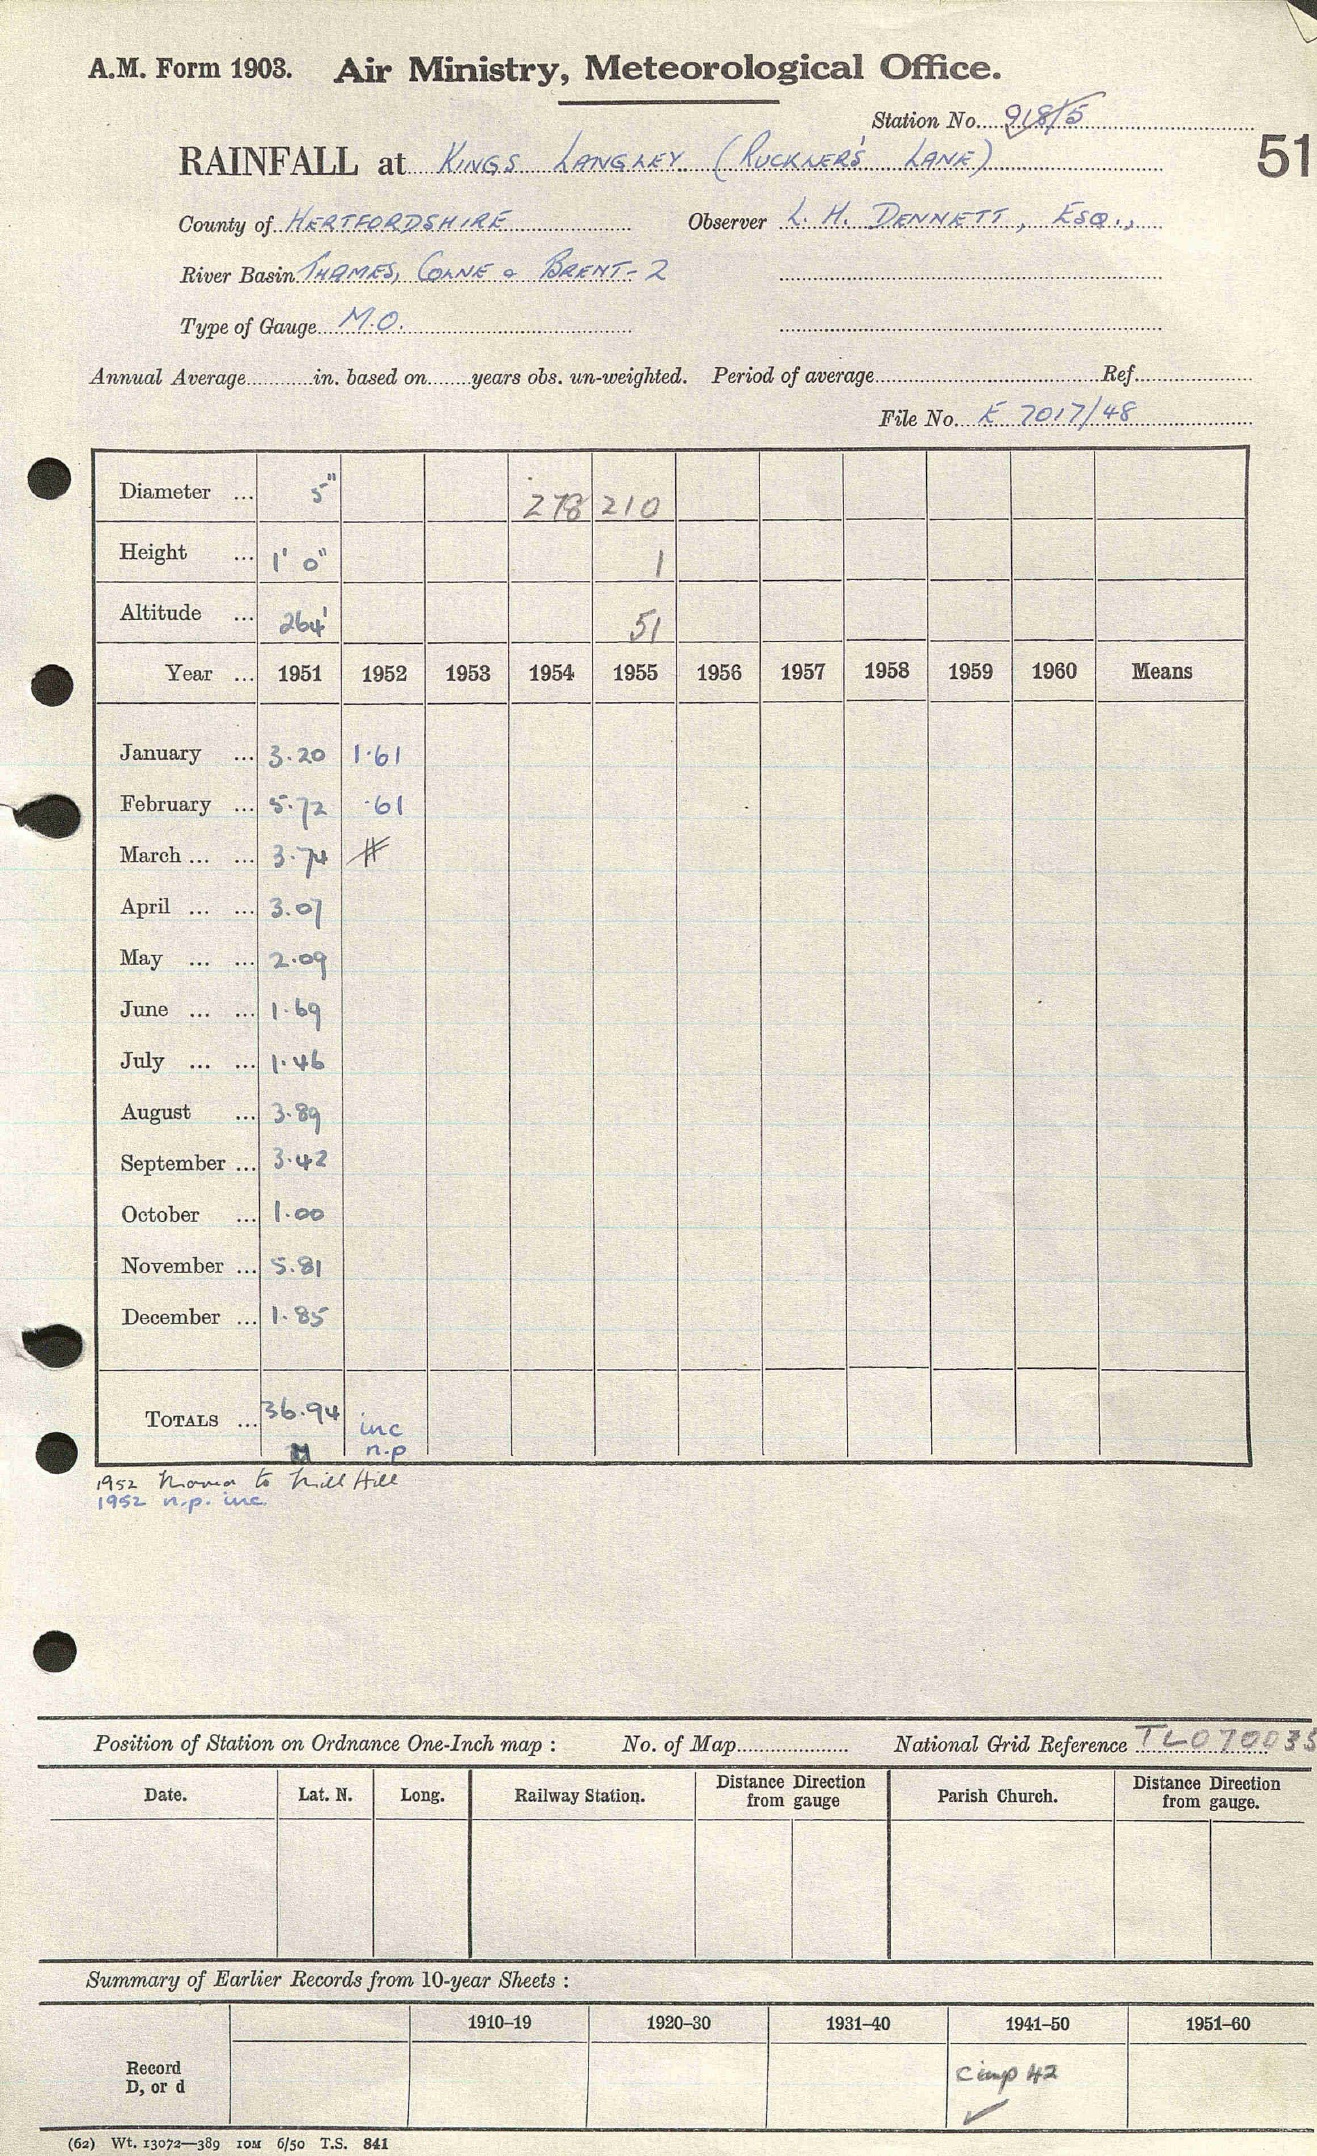 A.M. Form 1903. Air Ministry, Meteorological Office.
Station No. 918/5
51
RAINFALL at KINGS LANGLEY (RUCKNER'S LANE)
County of HERTFORDSHIRE Observer L. H. DENNETT, ESQ.,
River Basin THAMES, COLNE & BRENT-2
Type of Gauge M.O.
Annual Average in. based on years obs. un-weighted. Period of average Ref.
File No. E 7017/48
Diameter ... 5" 278 210
Height ... 1' 0" 1
Altitude ... 264' 51
Year ... 1951 1952 1953 1954 1955 1956 1957 1958 1959 1960 Means
January ... 3.20 1.61
February ... 5.72 .61
March ... ... 3.74 #
April ... ... 3.07
May ... ... 2.09
June ... ... 1.69
July ... ... 1.46
August ... 3.89
September ... 3.42
October ... 1.00
November ... 5.81
December ... 1.85
TOTALS ... 36.94 inc
n.p
1952 Moved to Mill Hill
1952 n.p. inc.
Position of Station on Ordnance One-Inch map : No. of Map National Grid Reference TL070035
Date. Lat. N. Long. Railway Station. Distance Direction from gauge Parish Church. Distance Direction from gauge.
Summary of Earlier Records from 10-year Sheets :
1910–19 1920–30 1931–40 1941–50 1951–60
Record
D, or d
42
✓
(62) Wt. 13072—389 10M 6/50 T.S. 841